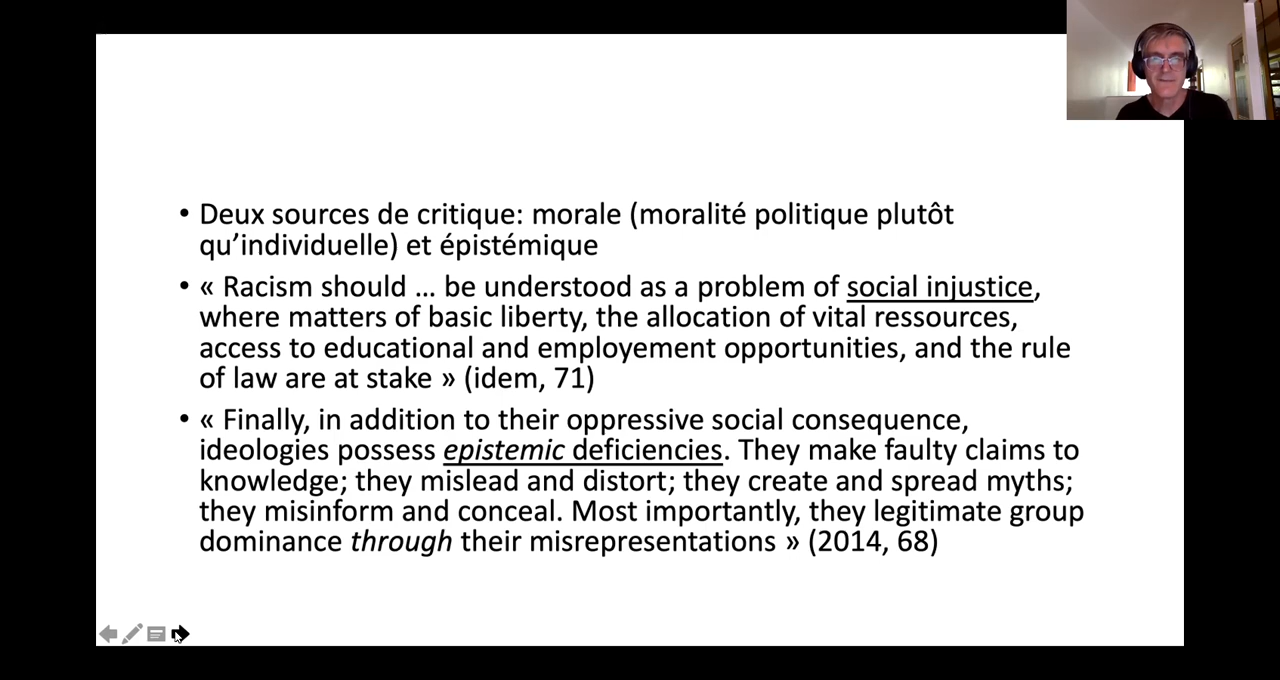 • Deux sources de critique: morale (moralité politique plutôt
qu’individuelle) et épistémique
• « Racism should … be understood as a problem of social injustice,
where matters of basic liberty, the allocation of vital ressources,
access to educational and employement opportunities, and the rule
of law are at stake » (idem, 71)
• « Finally, in addition to their oppressive social consequence,
ideologies possess epistemic deficiencies. They make faulty claims to
knowledge; they mislead and distort; they create and spread myths;
they misinform and conceal. Most importantly, they legitimate group
dominance through their misrepresentations » (2014, 68)